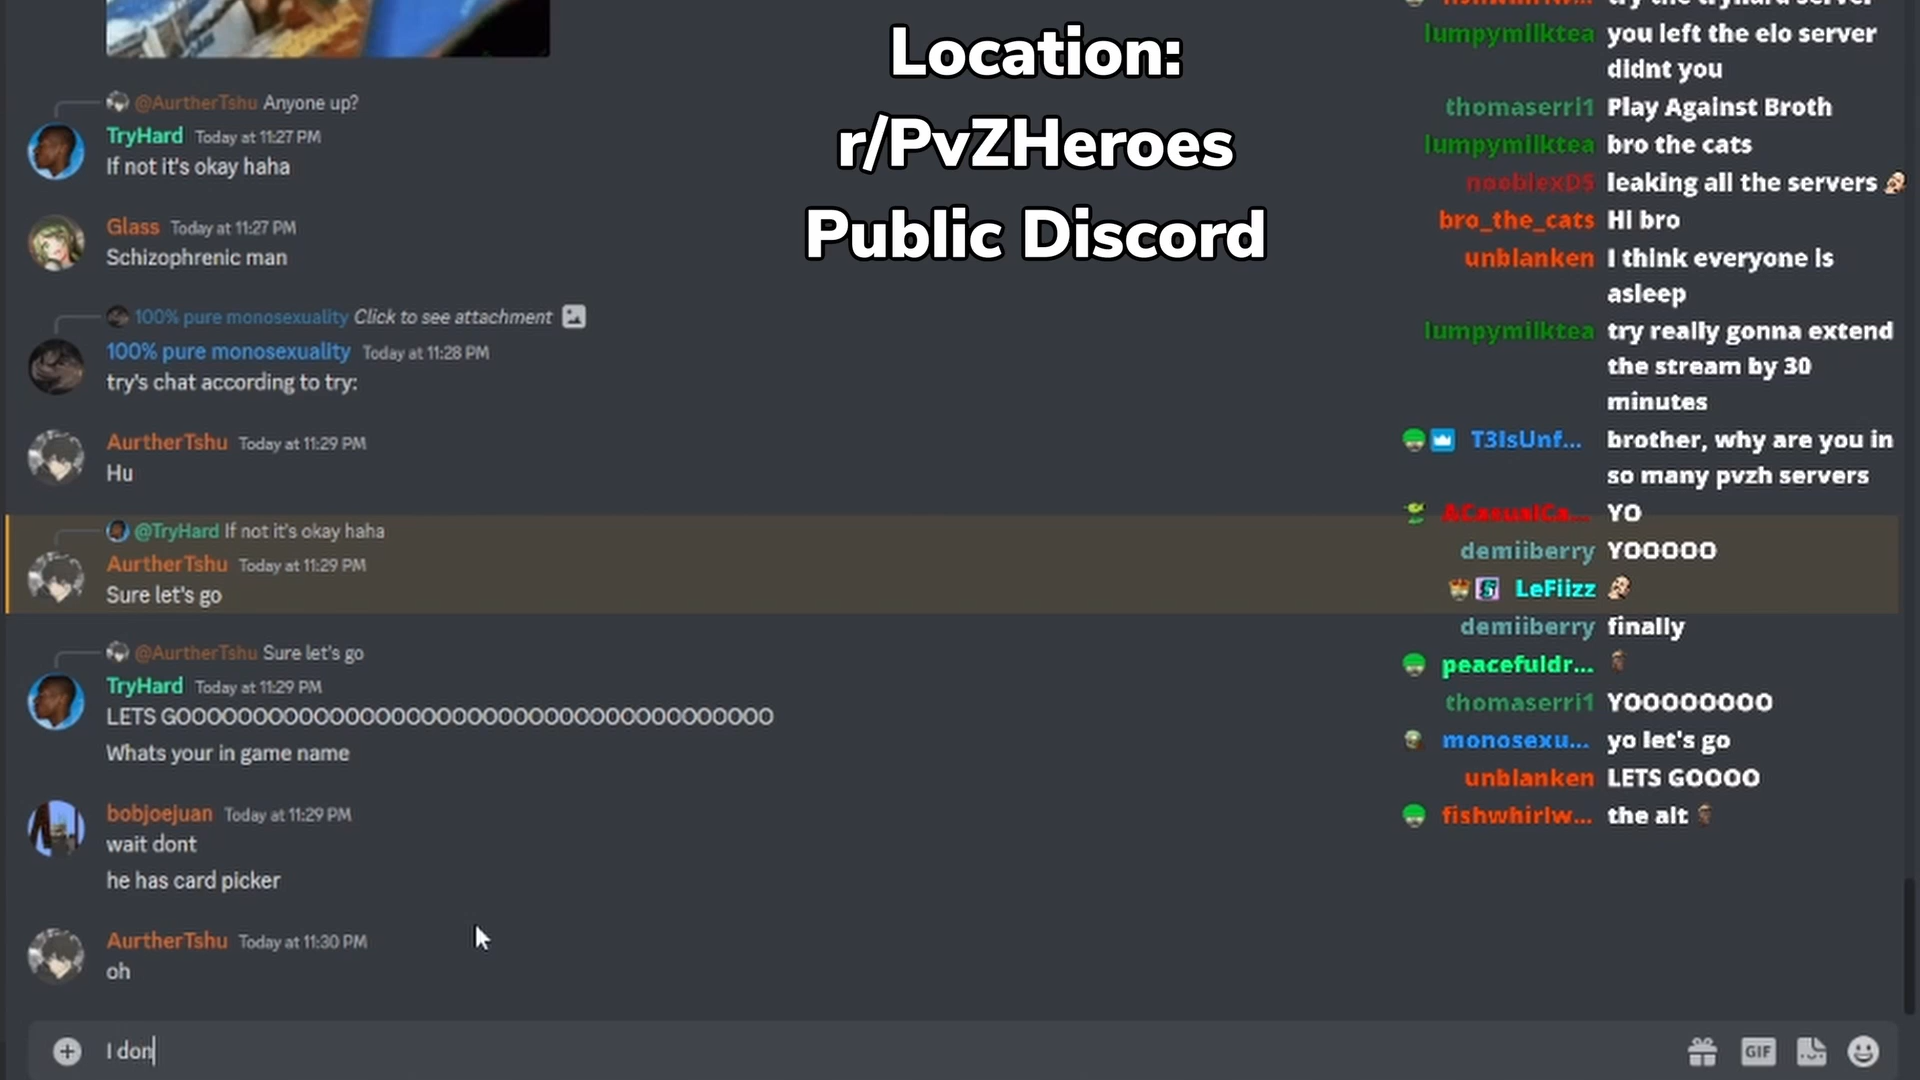 @AurtherTshu Anyone up?
TryHard Today at 11:27 PM
If not it's okay haha
Glass Today at 11:27 PM
Schizophrenic man
100% pure monosexuality Click to see attachment
100% pure monosexuality Today at 11:28 PM
try's chat according to try:
AurtherTshu Today at 11:29 PM
Hu
@TryHard If not it's okay haha
AurtherTshu Today at 11:29 PM
Sure let's go
@AurtherTshu Sure let's go
TryHard Today at 11:29 PM
LETS GOOOOOOOOOOOOOOOOOOOOOOOOOOOOOOOOOOOOOOO
Whats your in game name
bobjoejuan Today at 11:29 PM
wait dont
he has card picker
AurtherTshu Today at 11:30 PM
oh
I don
GIF
Location:
r/PvZHeroes
Public Discord
try the tryhard server
lumpymilktea you left the elo server
didnt you
thomaserri1 Play Against Broth
lumpymilktea bro the cats
nooblexDS leaking all the servers
bro_the_cats Hi bro
unblanken I think everyone is
asleep
lumpymilktea try really gonna extend
the stream by 30
minutes
T3IsUnf... brother, why are you in
so many pvzh servers
ACasualCa... YO
demiiberry YOOOOO
LeFiizz
demiiberry finally
peacefuldr...
thomaserri1 YOOOOOOOO
monosexu... yo let's go
unblanken LETS GOOOO
fishwhirlw... the alt